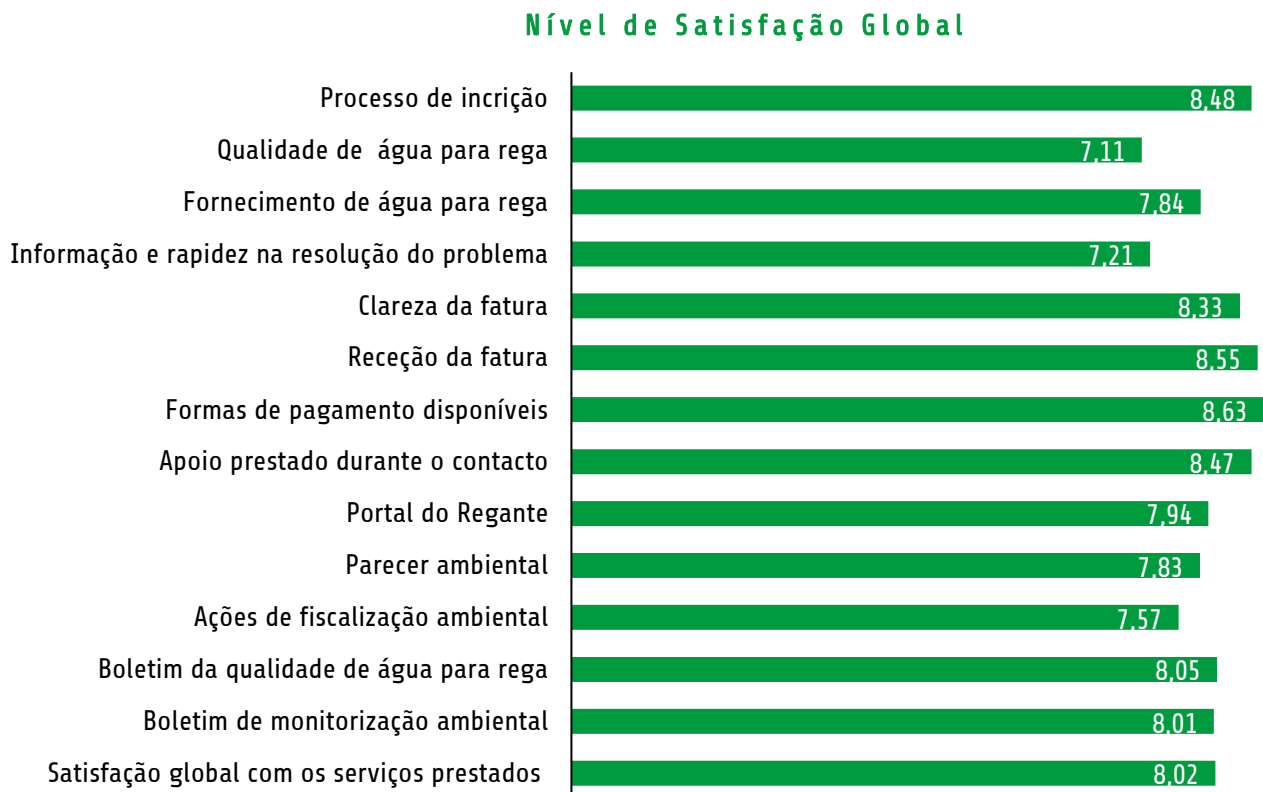 Nível de Satisfação Global
Processo de incrição 8,48
Qualidade de água para rega 7,11
Fornecimento de água para rega 7,84
Informação e rapidez na resolução do problema 7,21
Clareza da fatura 8,33
Receção da fatura 8,55
Formas de pagamento disponíveis 8,63
Apoio prestado durante o contacto 8,47
Portal do Regante 7,94
Parecer ambiental 7,83
Ações de fiscalização ambiental 7,57
Boletim da qualidade de água para rega 8,05
Boletim de monitorização ambiental 8,01
Satisfação global com os serviços prestados 8,02